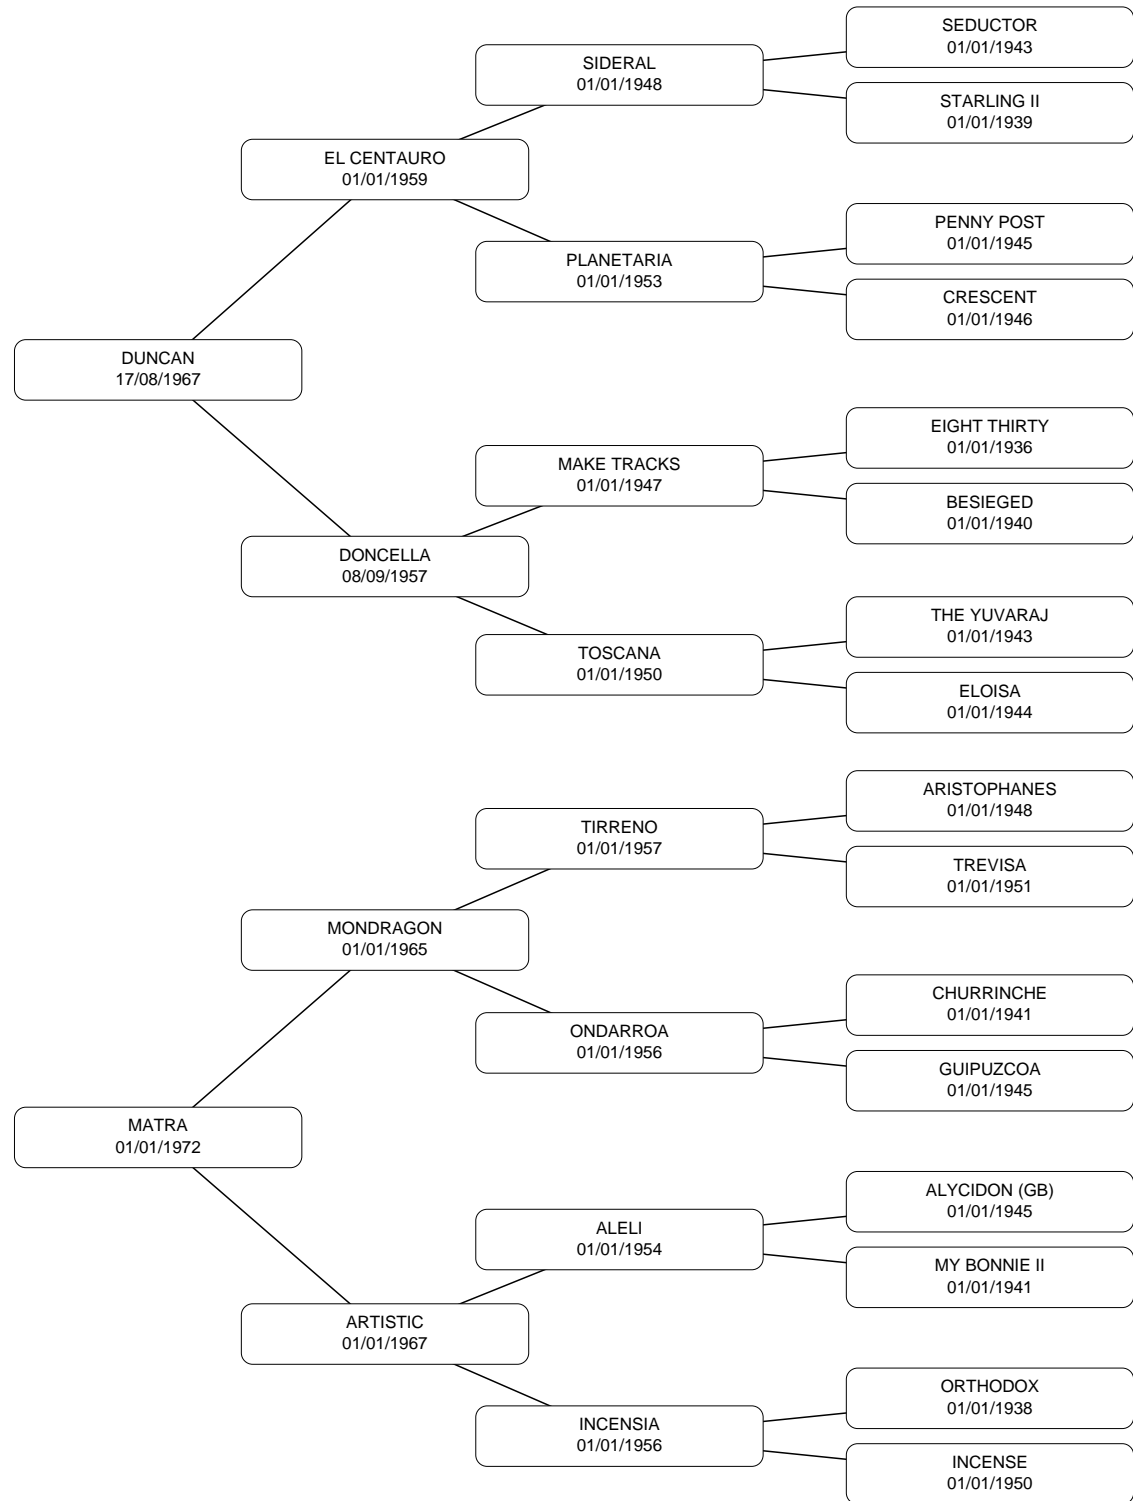 SEDUCTOR
01/01/1943
SIDERAL
01/01/1948
STARLING II
01/01/1939
EL CENTAURO
01/01/1959
PENNY POST
01/01/1945
PLANETARIA
01/01/1953
CRESCENT
01/01/1946
DUNCAN
17/08/1967
EIGHT THIRTY
01/01/1936
MAKE TRACKS
01/01/1947
BESIEGED
01/01/1940
DONCELLA
08/09/1957
THE YUVARAJ
01/01/1943
TOSCANA
01/01/1950
ELOISA
01/01/1944
ARISTOPHANES
01/01/1948
TIRRENO
01/01/1957
TREVISA
01/01/1951
MONDRAGON
01/01/1965
CHURRINCHE
01/01/1941
ONDARROA
01/01/1956
GUIPUZCOA
01/01/1945
MATRA
01/01/1972
ALYCIDON (GB)
01/01/1945
ALELI
01/01/1954
MY BONNIE II
01/01/1941
ARTISTIC
01/01/1967
ORTHODOX
01/01/1938
INCENSIA
01/01/1956
INCENSE
01/01/1950